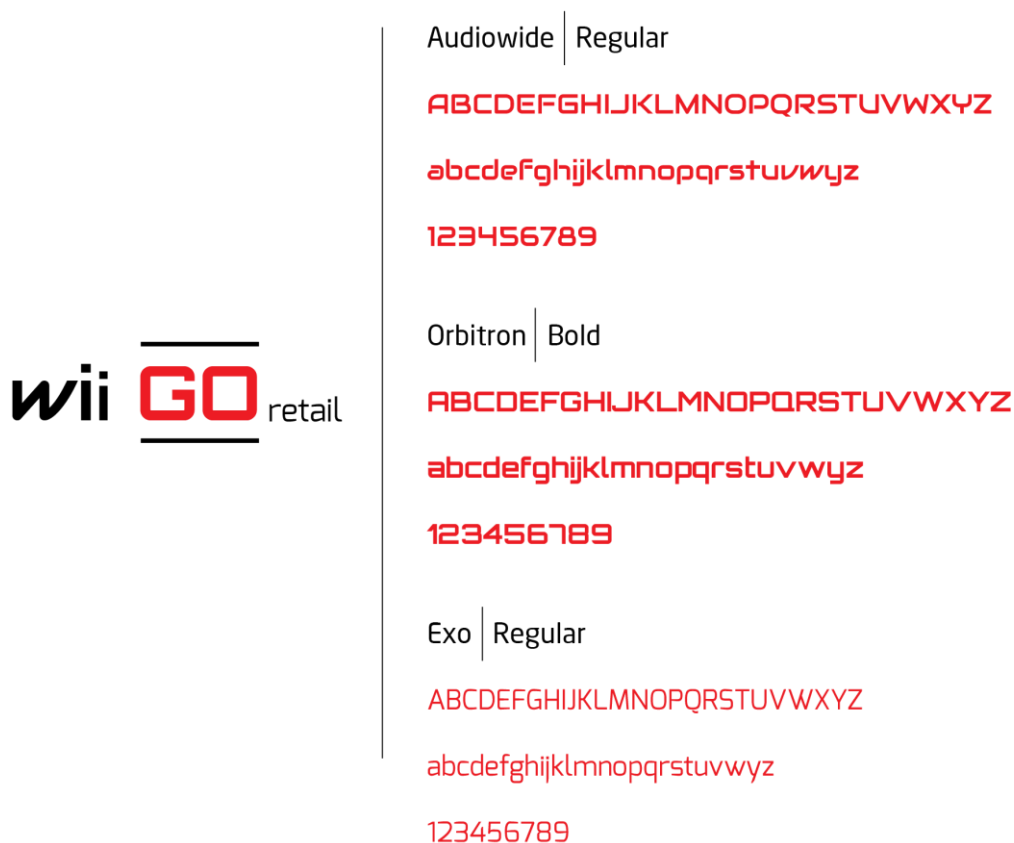 wii GO retail
Audiowide | Regular
ABCDEFGHIJKLMNOPQRSTUVWXYZ
abcdefghijklmnopqrstuvwyz
123456789
Orbitron | Bold
ABCDEFGHIJKLMNOPQRSTUVWXYZ
abcdefghijklmnopqrstuvwyz
123456789
Exo | Regular
ABCDEFGHIJKLMNOPQRSTUVWXYZ
abcdefghijklmnopqrstuvwyz
123456789